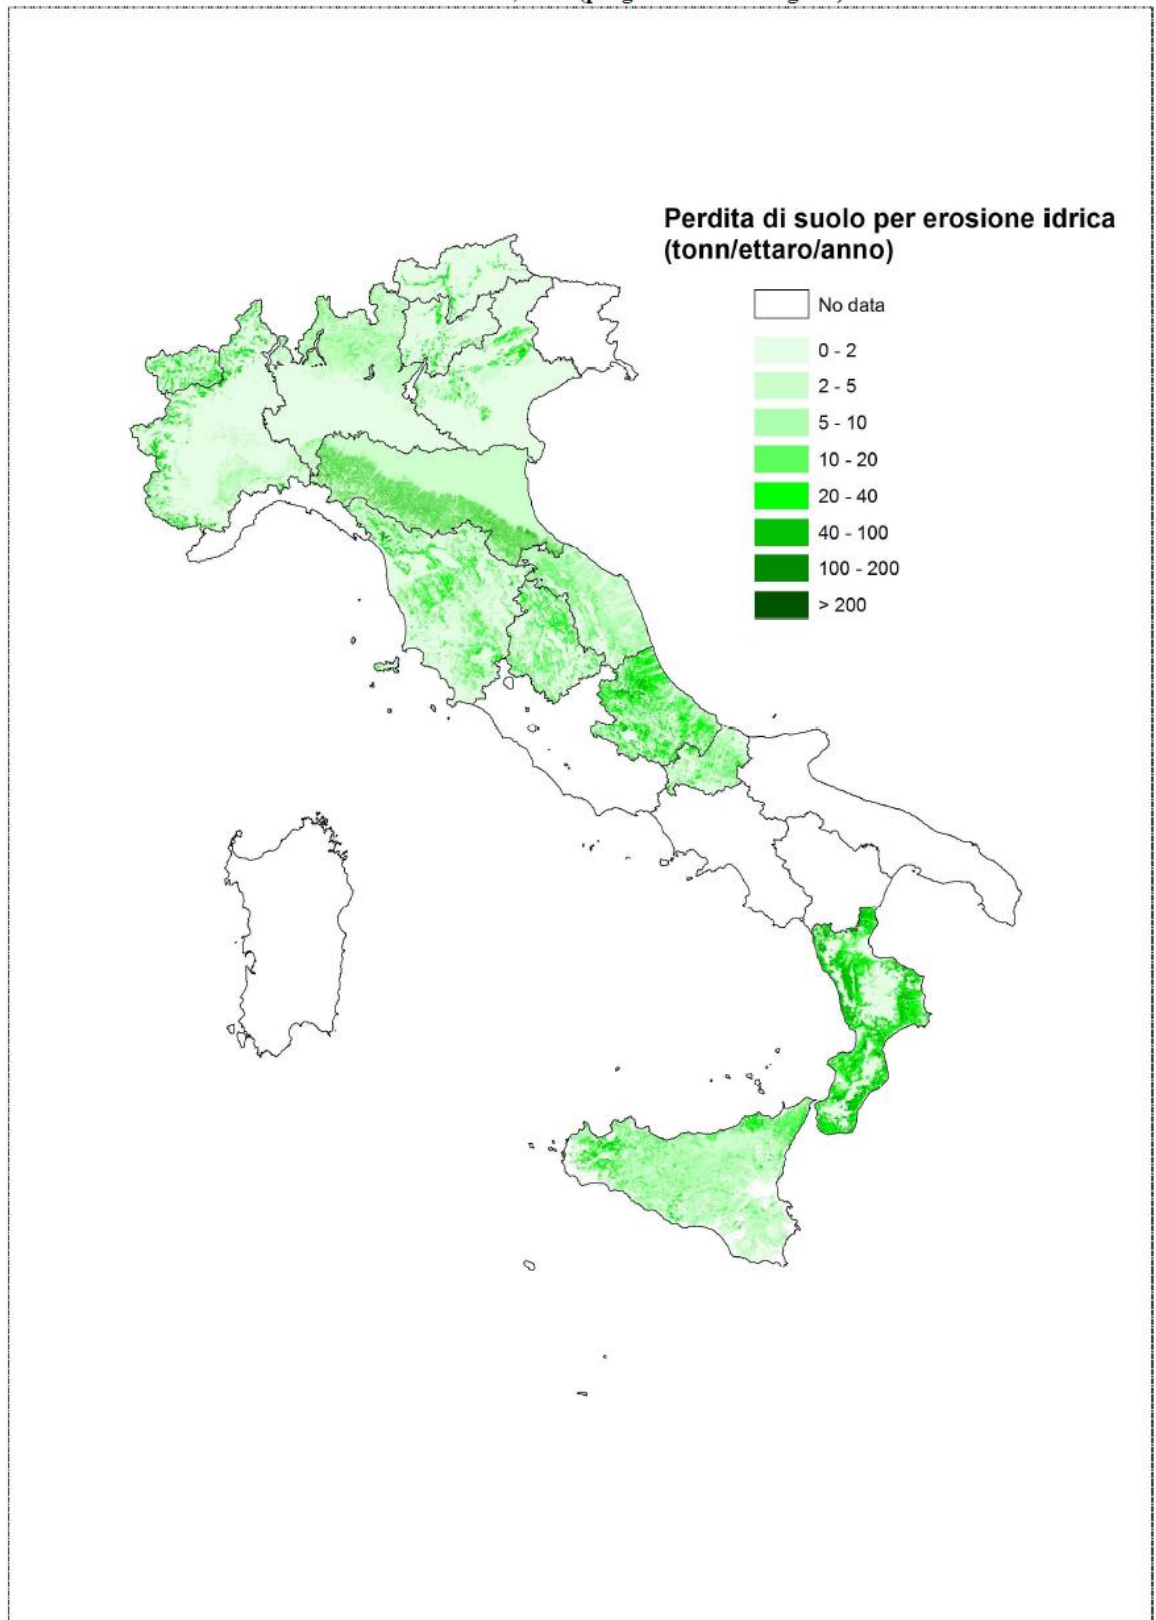 Perdita di suolo per erosione idrica
(tonn/ettaro/anno)
No data
0 - 2
2 - 5
5 - 10
10 - 20
20 - 40
40 - 100
100 - 200
> 200